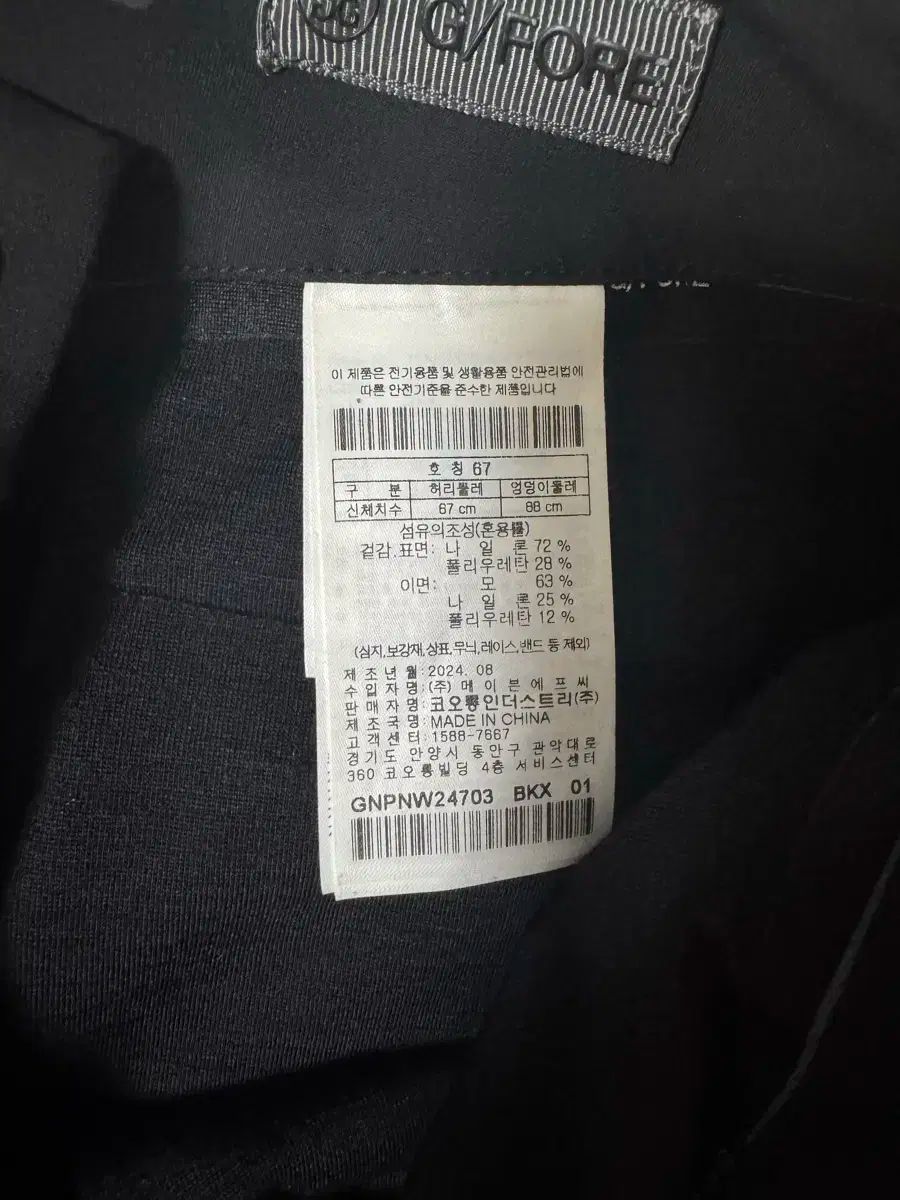 G/FORE
이 제품은 전기용품 및 생활용품 안전관리법에
따른 안전기준을 준수한 제품입니다
호 칭 67
구 분 허리둘레 엉덩이둘레
신체치수 67 cm 88 cm
섬유의조성(혼용률)
겉감.표면: 나 일 론 72 %
폴리우레탄 28 %
이면: 모 63 %
나 일 론 25 %
폴리우레탄 12 %
(심지,보강재,상표,무늬,레이스,밴드 등 제외)
제 조 년 월: 2024. 08
수 입 자 명: (주) 메 이 븐 에 프 씨
판 매 자 명: 코오롱인더스트리(주)
제 조 국 명: MADE IN CHINA
고 객 센 터: 1588-7667
경기도 안양시 동안구 관악대로
360 코오롱빌딩 4층 서비스센터
GNPNW24703 BKX 01